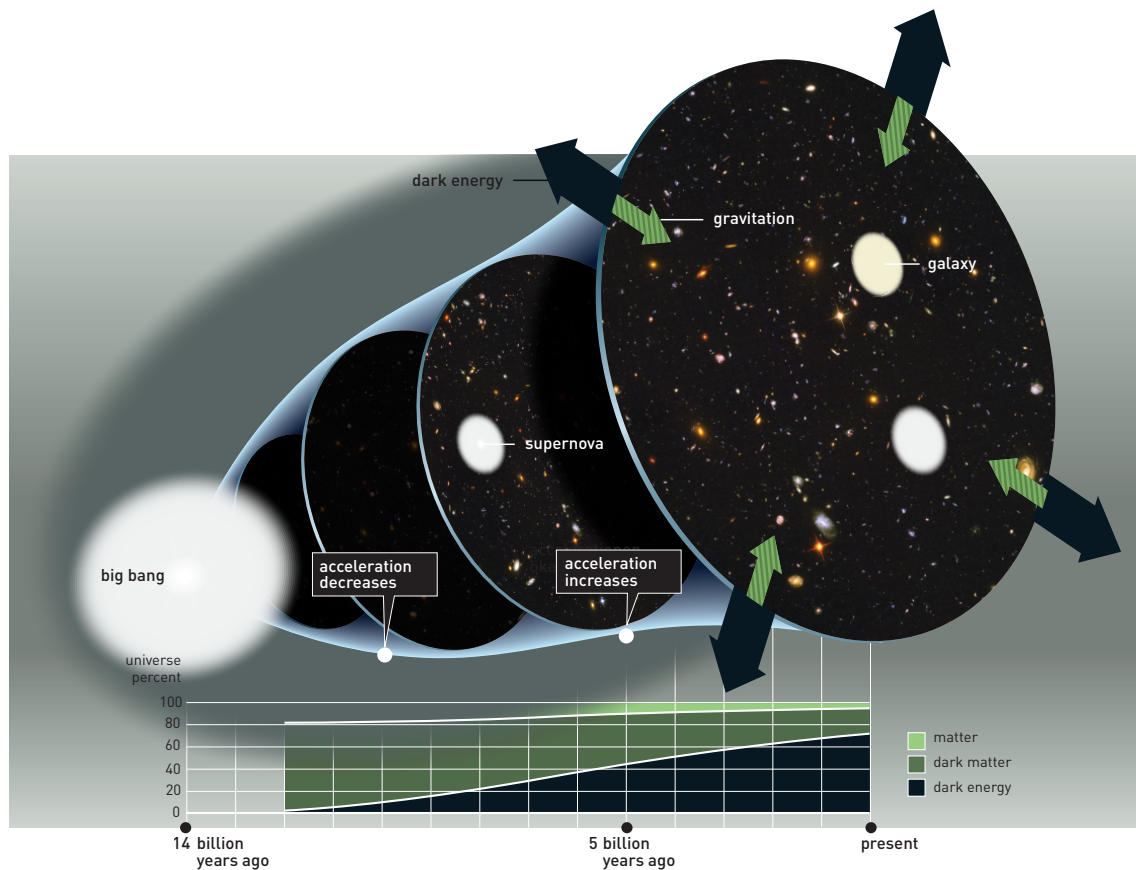 dark energy
gravitation
galaxy
supernova
big bang
acceleration
decreases
acceleration
increases
universe
percent
100
80
60
40
20
0
matter
dark matter
dark energy
14 billion
years ago
5 billion
years ago
present